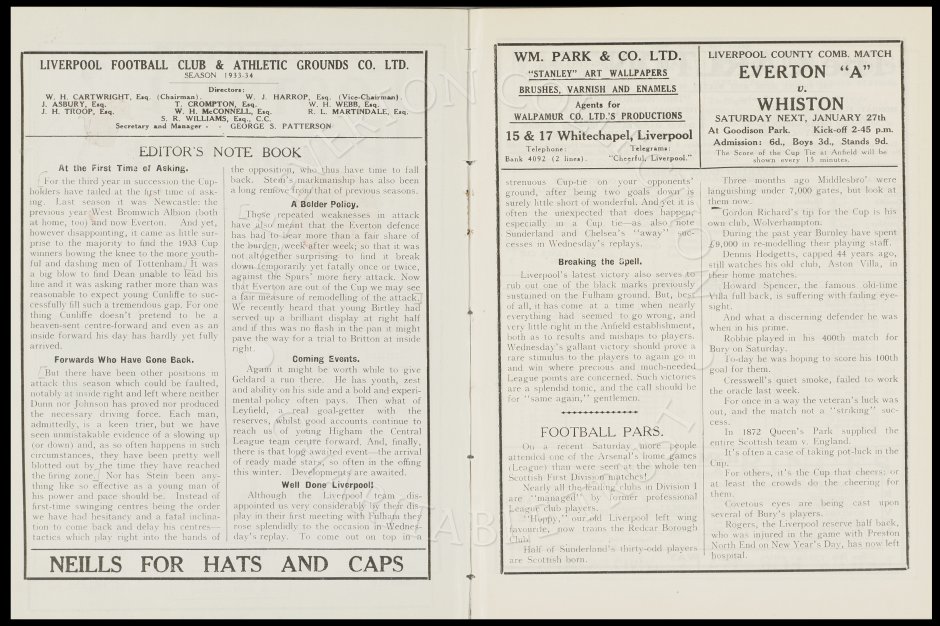 LIVERPOOL FOOTBALL CLUB & ATHLETIC GROUNDS CO. LTD.
SEASON 1933-34
Directors:
W. H. CARTWRIGHT, Esq. (Chairman). W. J. HARROP, Esq. (Vice-Chairman).
J. ASBURY, Esq. T. CROMPTON, Esq. W. H. WEBB, Esq.
J. H. TROOP, Esq. W. H. McCONNELL, Esq. R. L. MARTINDALE, Esq.
S. R. WILLIAMS, Esq., C.C.
Secretary and Manager - - GEORGE S. PATTERSON
EDITOR'S NOTE BOOK
At the First Time of Asking.
For the third year in succession the Cup-
holders have failed at the first time of ask-
ing. Last season it was Newcastle: the
previous year West Bromwich Albion (both
at home, too) and now Everton. And yet,
however disappointing, it came as little sur-
prise to the majority to find the 1933 Cup
winners bowing the knee to the more youth-
ful and dashing men of Tottenham. It was
a big blow to find Dean unable to lead his
line and it was asking rather more than was
reasonable to expect young Cunliffe to suc-
cessfully fill such a tremendous gap. For one
thing Cunliffe doesn't pretend to be a
heaven-sent centre-forward and even as an
inside forward his day has hardly yet fully
arrived.
Forwards Who Have Gone Back.
But there have been other positions in
attack this season which could be faulted,
notably at inside right and left where neither
Dunn nor Johnson has proved nor produced
the necessary driving force. Each man,
admittedly, is a keen trier, but we have
seen unmistakable evidence of a slowing up
(or down) and, as so often happens in such
circumstances, they have been pretty well
blotted out by the time they have reached
the firing zone. Nor has Stein been any-
thing like so effective as a young man of
his power and pace should be. Instead of
first-time swinging centres being the order
we have had hesitancy and a fatal inclina-
tion to come back and delay his centres—
tactics which play right into the hands of
the opposition, who thus have time to fall
back. Stein's markmanship has also been
a long remove from that of previous seasons.
A Bolder Policy.
These repeated weaknesses in attack
have also meant that the Everton defence
has had to bear more than a fair share of
the burden, week after week; so that it was
not altogether surprising to find it break
down temporarily yet fatally once or twice,
against the Spurs' more fiery attack. Now
that Everton are out of the Cup we may see
a fair measure of remodelling of the attack.
We recently heard that young Birtley had
served up a brilliant display at right half
and if this was no flash in the pan it might
pave the way for a trial to Britton at inside
right.
Coming Events.
Again it might be worth while to give
Geldard a run there. He has youth, zest
and ability on his side and a bold and experi-
mental policy often pays. Then what of
Leyfield, a real goal-getter with the
reserves, whilst good accounts continue to
reach us of young Higham the Central
League team centre forward. And, finally,
there is that long awaited event—the arrival
of ready made stars, so often in the offing
this winter. Developments are awaited.
Well Done Liverpool!
Although the Liverpool team dis-
appointed us very considerably by their dis-
play in their first meeting with Fulham they
rose splendidly to the occasion in Wednes-
day's replay. To come out on top in a
NEILLS FOR HATS AND CAPS
WM. PARK & CO. LTD.
"STANLEY" ART WALLPAPERS
BRUSHES, VARNISH AND ENAMELS
Agents for
WALPAMUR CO. LTD.'S PRODUCTIONS
15 & 17 Whitechapel, Liverpool
Telephone: Telegrams:
Bank 4092 (2 lines). "Cheerful, Liverpool."
LIVERPOOL COUNTY COMB. MATCH
EVERTON "A"
v.
WHISTON
SATURDAY NEXT, JANUARY 27th
At Goodison Park. Kick-off 2-45 p.m.
Admission: 6d., Boys 3d., Stands 9d.
The Score of the Cup Tie at Anfield will be
shown every 15 minutes.
strenuous Cup-tie on your opponents'
ground, after being two goals down is
surely little short of wonderful. And yet it is
often the unexpected that does happen,
especially in a Cup tie—as also note
Sunderland and Chelsea's "away" suc-
cesses in Wednesday's replays.
Breaking the Spell.
Liverpool's latest victory also serves to
rub out one of the black marks previously
sustained on the Fulham ground. But, best
of all, it has come at a time when nearly
everything had seemed to go wrong, and
very little right in the Anfield establishment,
both as to results and mishaps to players.
Wednesday's gallant victory should prove a
rare stimulus to the players to again go in
and win where precious and much-needed
League points are concerned. Such victories
are a splendid tonic, and the call should be
for "same again," gentlemen.
FOOTBALL PARS.
On a recent Saturday more people
attended one of the Arsenal's home games
(League) than were seen at the whole ten
Scottish First Division matches!
Nearly all the leading clubs in Division I
are "managed" by former professional
League club players.
"Hoppy," our old Liverpool left wing
favourite, now trains the Redcar Borough
Club.
Half of Sunderland's thirty-odd players
are Scottish born.
Three months ago Middlesbro' were
languishing under 7,000 gates, but look at
them now.
Gordon Richard's tip for the Cup is his
own club, Wolverhampton.
During the past year Burnley have spent
£9,000 in re-modelling their playing staff.
Dennis Hodgetts, capped 44 years ago,
still watches his old club, Aston Villa, in
their home matches.
Howard Spencer, the famous old-time
Villa full back, is suffering with failing eye-
sight.
And what a discerning defender he was
when in his prime.
Robbie played in his 400th match for
Bury on Saturday.
To-day he was hoping to score his 100th
goal for them.
Cresswell's quiet smoke, failed to work
the oracle last week.
For once in a way the veteran's luck was
out, and the match not a "striking" suc-
cess.
In 1872 Queen's Park supplied the
entire Scottish team v. England.
It's often a case of taking pot-luck in the
Cup.
For others, it's the Cup that cheers; or
at least the crowds do the cheering for
them.
Covetous eyes are being cast upon
several of Bury's players.
Rogers, the Liverpool reserve half back,
who was injured in the game with Preston
North End on New Year's Day, has now left
hospital.